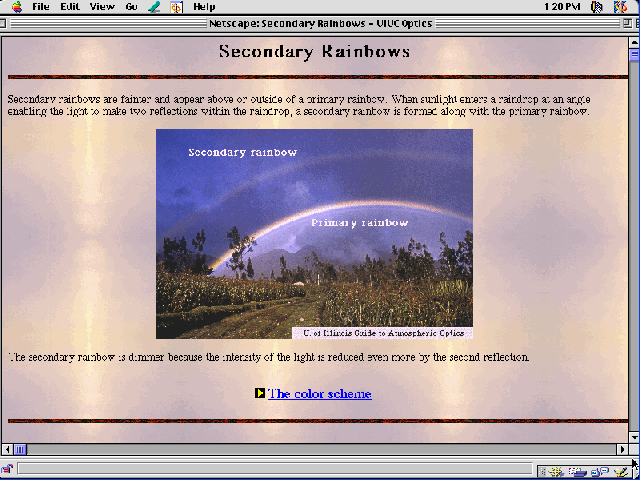 File Edit View Go Help 1:20 PM
Netscape: Secondary Rainbows - UIUC Optics
Secondary Rainbows
Secondary rainbows are fainter and appear above or outside of a primary rainbow. When sunlight enters a raindrop at an angle
enabling the light to make two reflections within the raindrop, a secondary rainbow is formed along with the primary rainbow.
Secondary rainbow
Primary rainbow
U. of Illinois Guide to Atmospheric Optics
The secondary rainbow is dimmer because the intensity of the light is reduced even more by the second reflection.
The color scheme